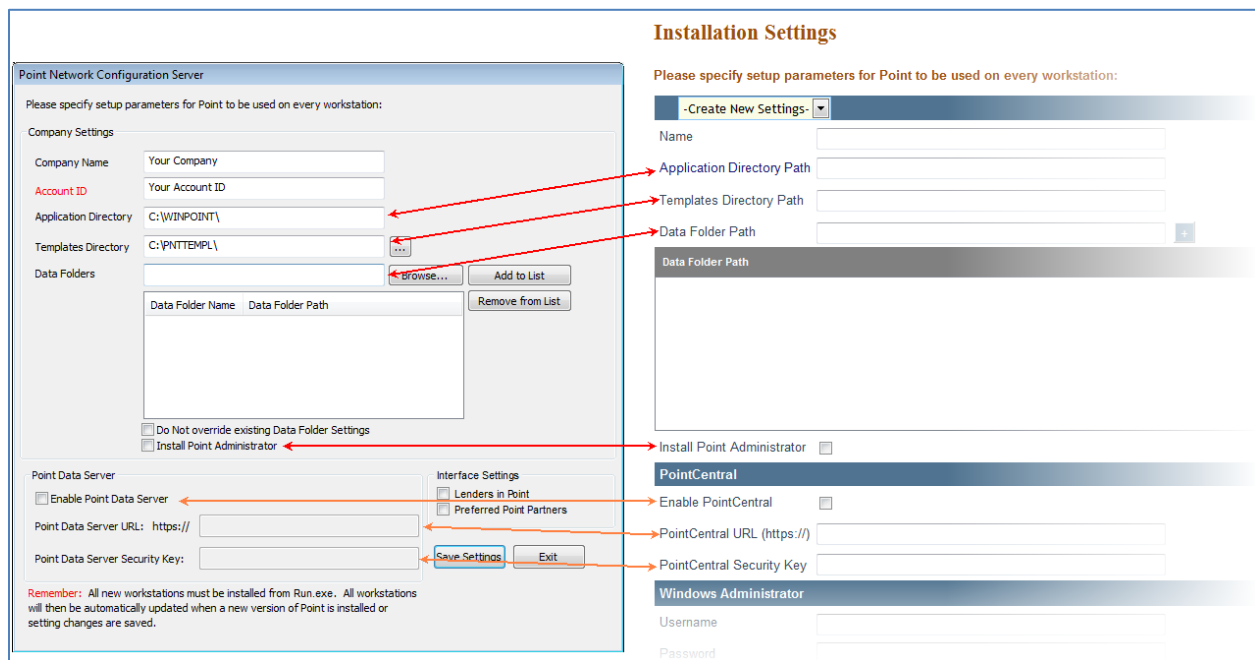 Point Network Configuration Server
Please specify setup parameters for Point to be used on every workstation:
Company Settings
Company Name Your Company
Account ID Your Account ID
Application Directory C:\WINPOINT\
Templates Directory C:\PNTTEMPL\ ...
Data Folders Browse... Add to List
Data Folder Name Data Folder Path Remove from List
Do Not override existing Data Folder Settings
Install Point Administrator
Point Data Server
Enable Point Data Server
Point Data Server URL: https://
Point Data Server Security Key:
Interface Settings
Lenders in Point
Preferred Point Partners
Save Settings Exit
Remember: All new workstations must be installed from Run.exe. All workstations
will then be automatically updated when a new version of Point is installed or
setting changes are saved.
Installation Settings
Please specify setup parameters for Point to be used on every workstation:
-Create New Settings-
Name
Application Directory Path
Templates Directory Path
Data Folder Path +
Data Folder Path
Install Point Administrator
PointCentral
Enable PointCentral
PointCentral URL (https://)
PointCentral Security Key
Windows Administrator
Username
Password